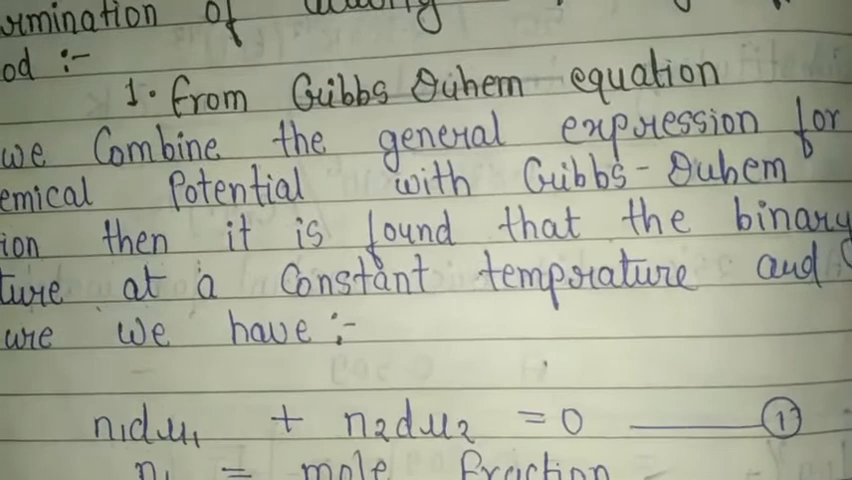 ermination of
od :-
1. From Gibbs Duhem equation
we Combine the general expression for
emical Potential with Gibbs-Duhem
ion then it is found that the binary
ture at a Constant temprature and
ure we have :-
n₁dμ₁ + n₂dμ₂ = 0 ——— ①
n₁ = mole fraction